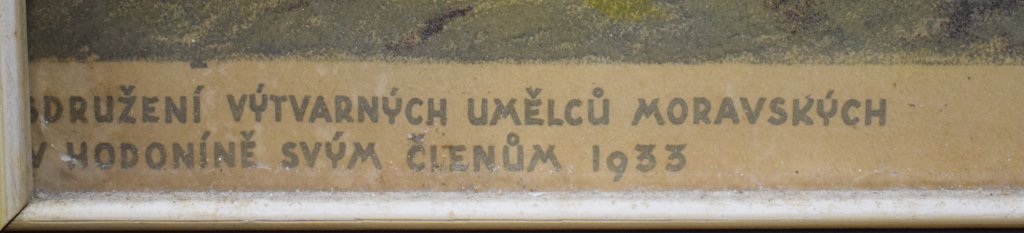 SDRUŽENÍ VÝTVARNÝCH UMĚLCŮ MORAVSKÝCH
V HODONÍNĚ SVÝM ČLENŮM 1933